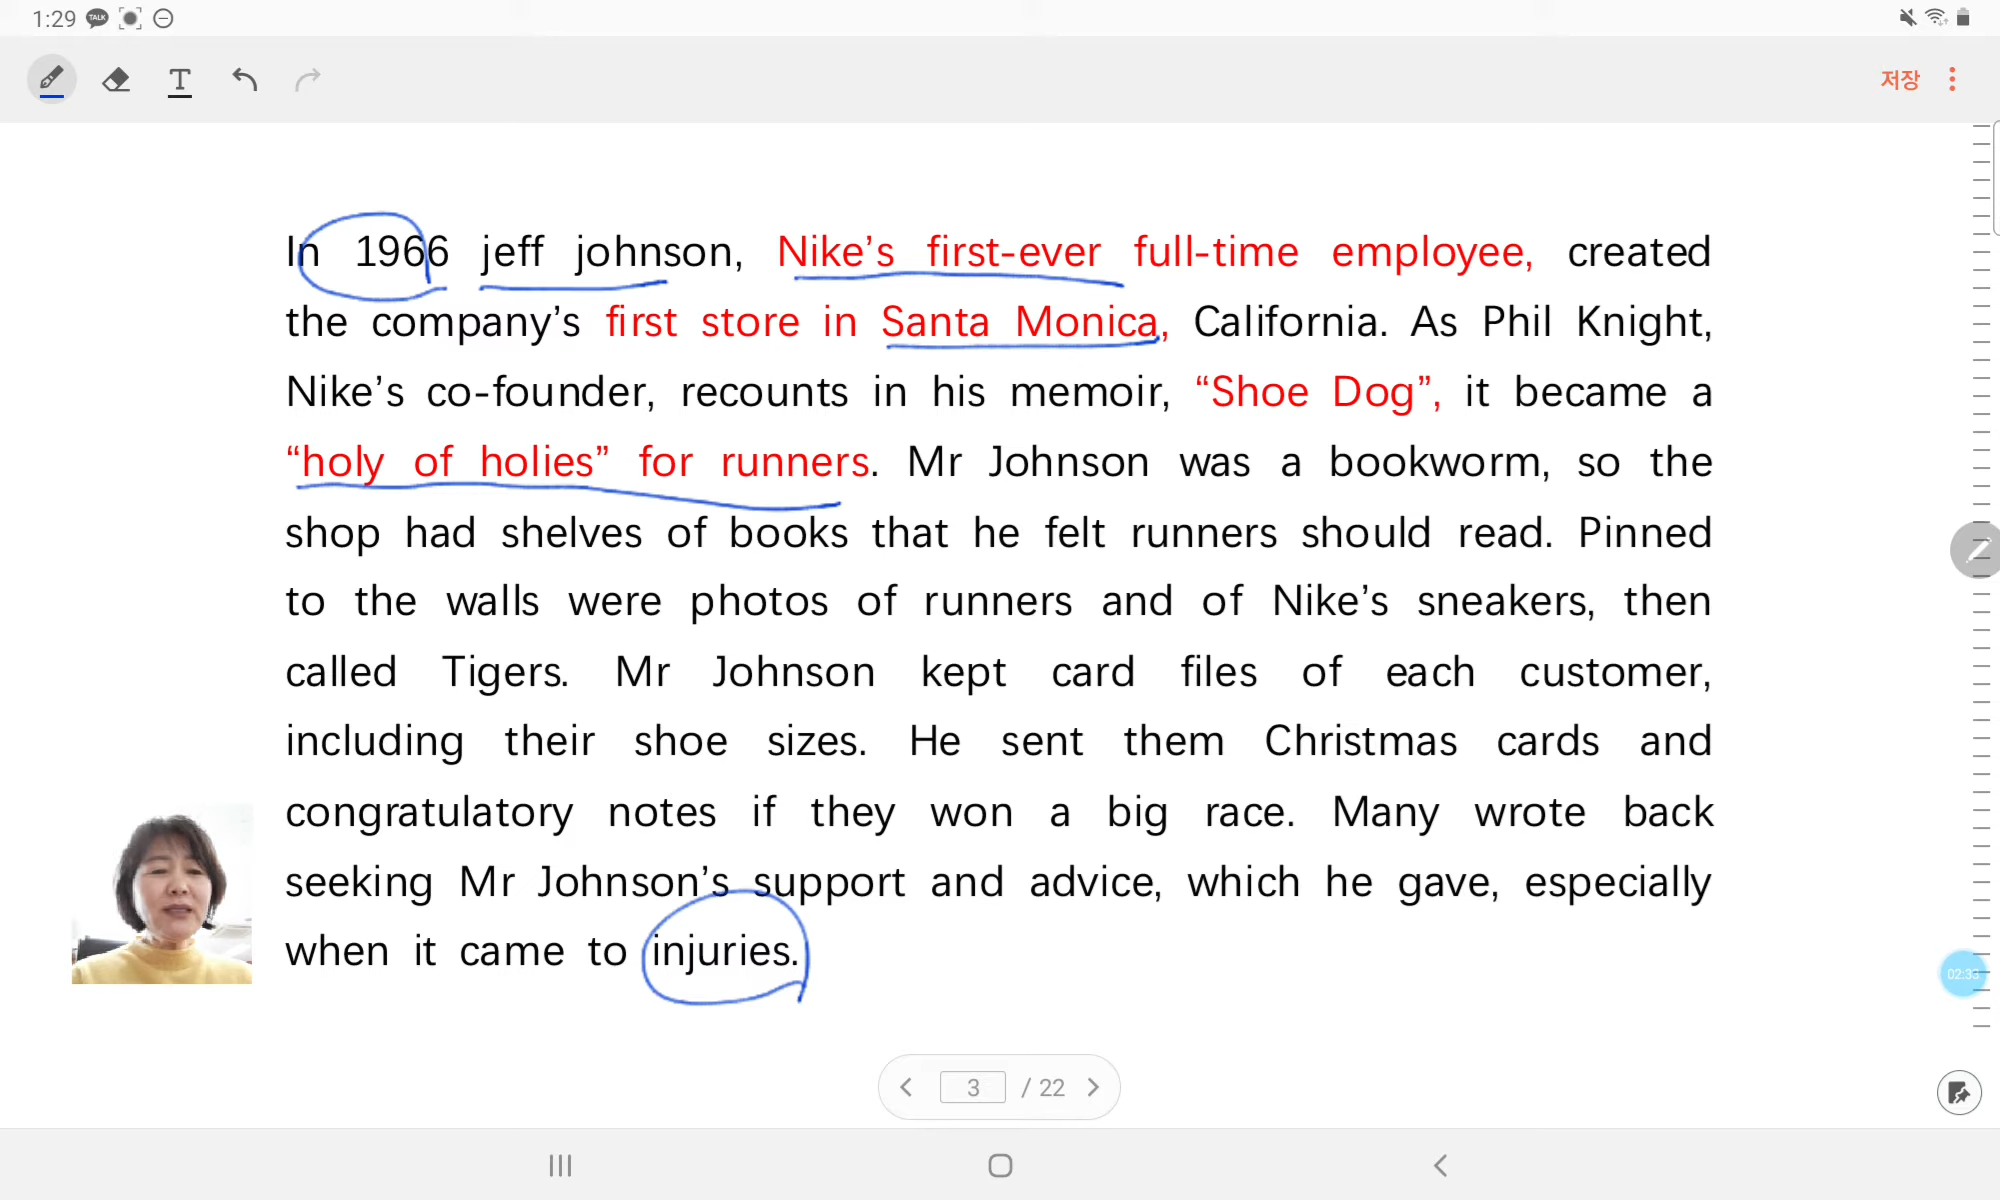 1:29 TALK
저장
In 1966 jeff johnson, Nike’s first-ever full-time employee, created
the company’s first store in Santa Monica, California. As Phil Knight,
Nike’s co-founder, recounts in his memoir, “Shoe Dog”, it became a
“holy of holies” for runners. Mr Johnson was a bookworm, so the
shop had shelves of books that he felt runners should read. Pinned
to the walls were photos of runners and of Nike’s sneakers, then
called Tigers. Mr Johnson kept card files of each customer,
including their shoe sizes. He sent them Christmas cards and
congratulatory notes if they won a big race. Many wrote back
seeking Mr Johnson’s support and advice, which he gave, especially
when it came to injuries.
3 / 22